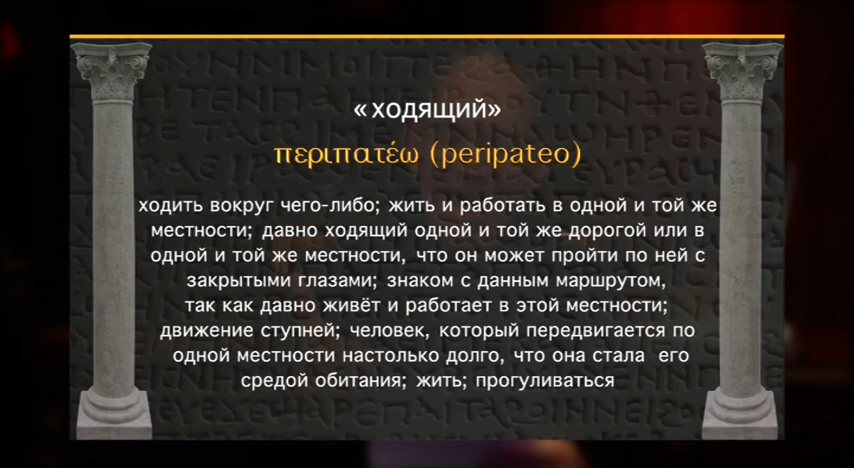 «ходящий»
περιπατέω (peripateo)
ходить вокруг чего-либо; жить и работать в одной и той же
местности; давно ходящий одной и той же дорогой или в
одной и той же местности, что он может пройти по ней с
закрытыми глазами; знаком с данным маршрутом,
так как давно живёт и работает в этой местности;
движение ступней; человек, который передвигается по
одной местности настолько долго, что она стала его
средой обитания; жить; прогуливаться